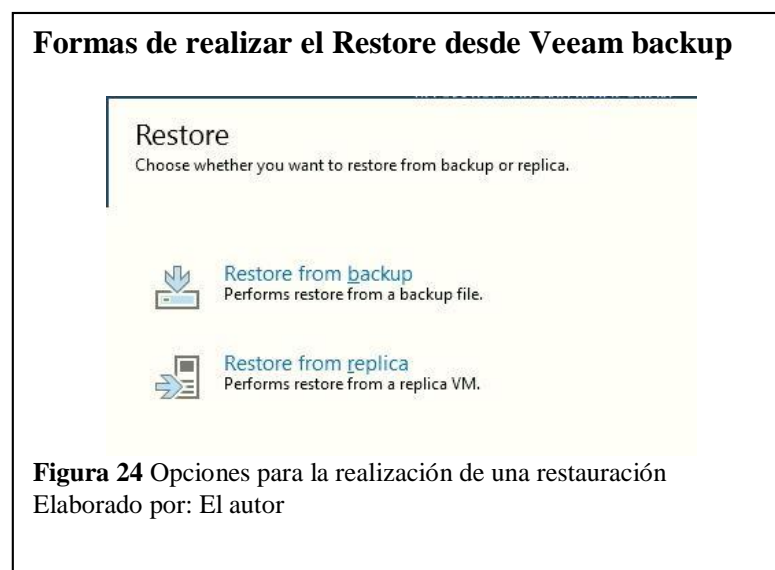 Formas de realizar el Restore desde Veeam backup
Restore
Choose whether you want to restore from backup or replica.
Restore from backup
Performs restore from a backup file.
Restore from replica
Performs restore from a replica VM.
Figura 24 Opciones para la realización de una restauración
Elaborado por: El autor